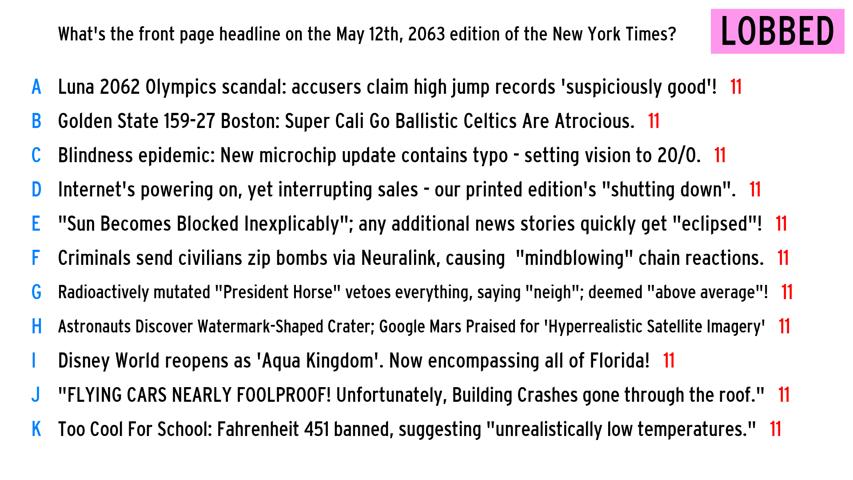 What's the front page headline on the May 12th, 2063 edition of the New York Times? LOBBED
A Luna 2062 Olympics scandal: accusers claim high jump records 'suspiciously good'! 11
B Golden State 159-27 Boston: Super Cali Go Ballistic Celtics Are Atrocious. 11
C Blindness epidemic: New microchip update contains typo - setting vision to 20/0. 11
D Internet's powering on, yet interrupting sales - our printed edition's "shutting down". 11
E "Sun Becomes Blocked Inexplicably"; any additional news stories quickly get "eclipsed"! 11
F Criminals send civilians zip bombs via Neuralink, causing "mindblowing" chain reactions. 11
G Radioactively mutated "President Horse" vetoes everything, saying "neigh"; deemed "above average"! 11
H Astronauts Discover Watermark-Shaped Crater; Google Mars Praised for 'Hyperrealistic Satellite Imagery' 11
I Disney World reopens as 'Aqua Kingdom'. Now encompassing all of Florida! 11
J "FLYING CARS NEARLY FOOLPROOF! Unfortunately, Building Crashes gone through the roof." 11
K Too Cool For School: Fahrenheit 451 banned, suggesting "unrealistically low temperatures." 11